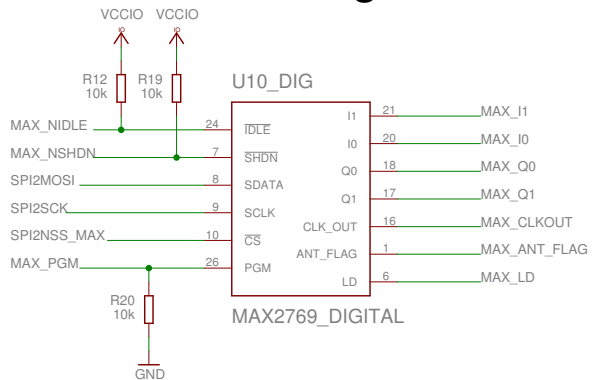 VCCIO VCCIO
R12 10k
R19 10k
U10_DIG
MAX_NIDLE 24 IDLE I1 21 MAX_I1
MAX_NSHDN 7 SHDN I0 20 MAX_I0
SPI2MOSI 8 SDATA Q0 18 MAX_Q0
SPI2SCK 9 SCLK Q1 17 MAX_Q1
SPI2NSS_MAX 10 CS CLK_OUT 16 MAX_CLKOUT
MAX_PGM 26 PGM ANT_FLAG 1 MAX_ANT_FLAG
LD 6 MAX_LD
R20 10k
MAX2769_DIGITAL
GND